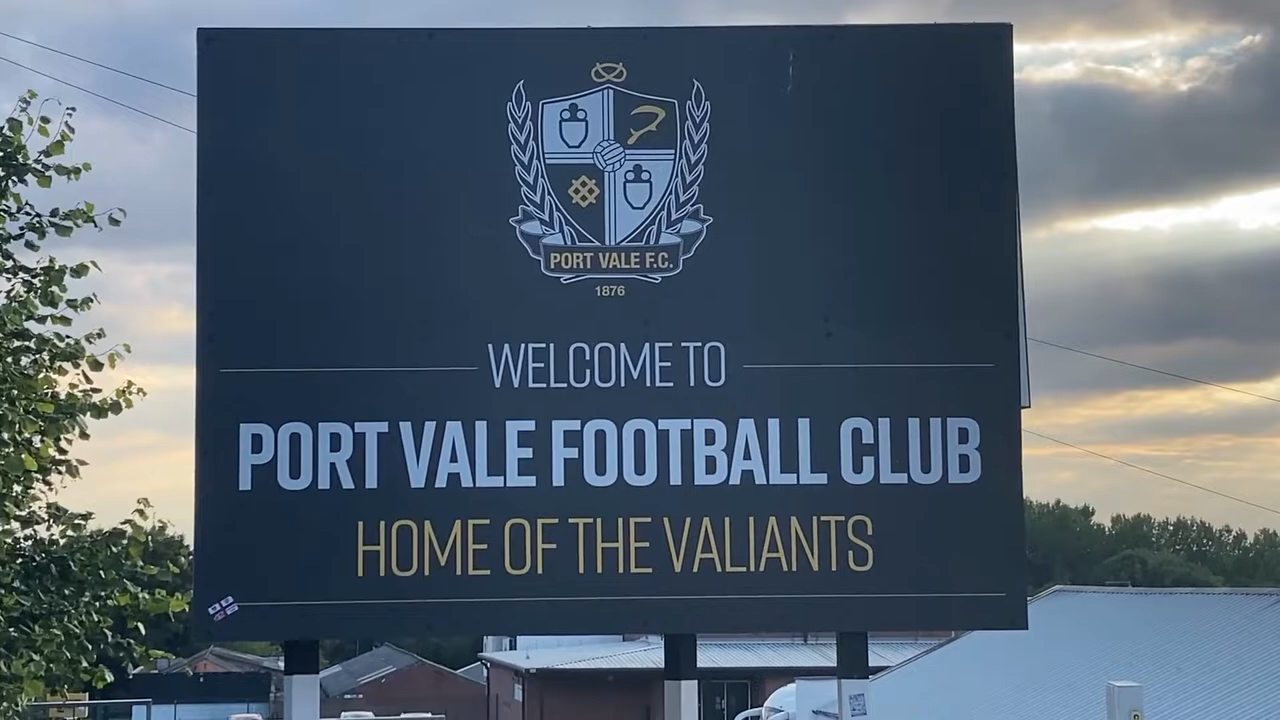 PORT VALE F.C.
1876
WELCOME TO
PORT VALE FOOTBALL CLUB
HOME OF THE VALIANTS